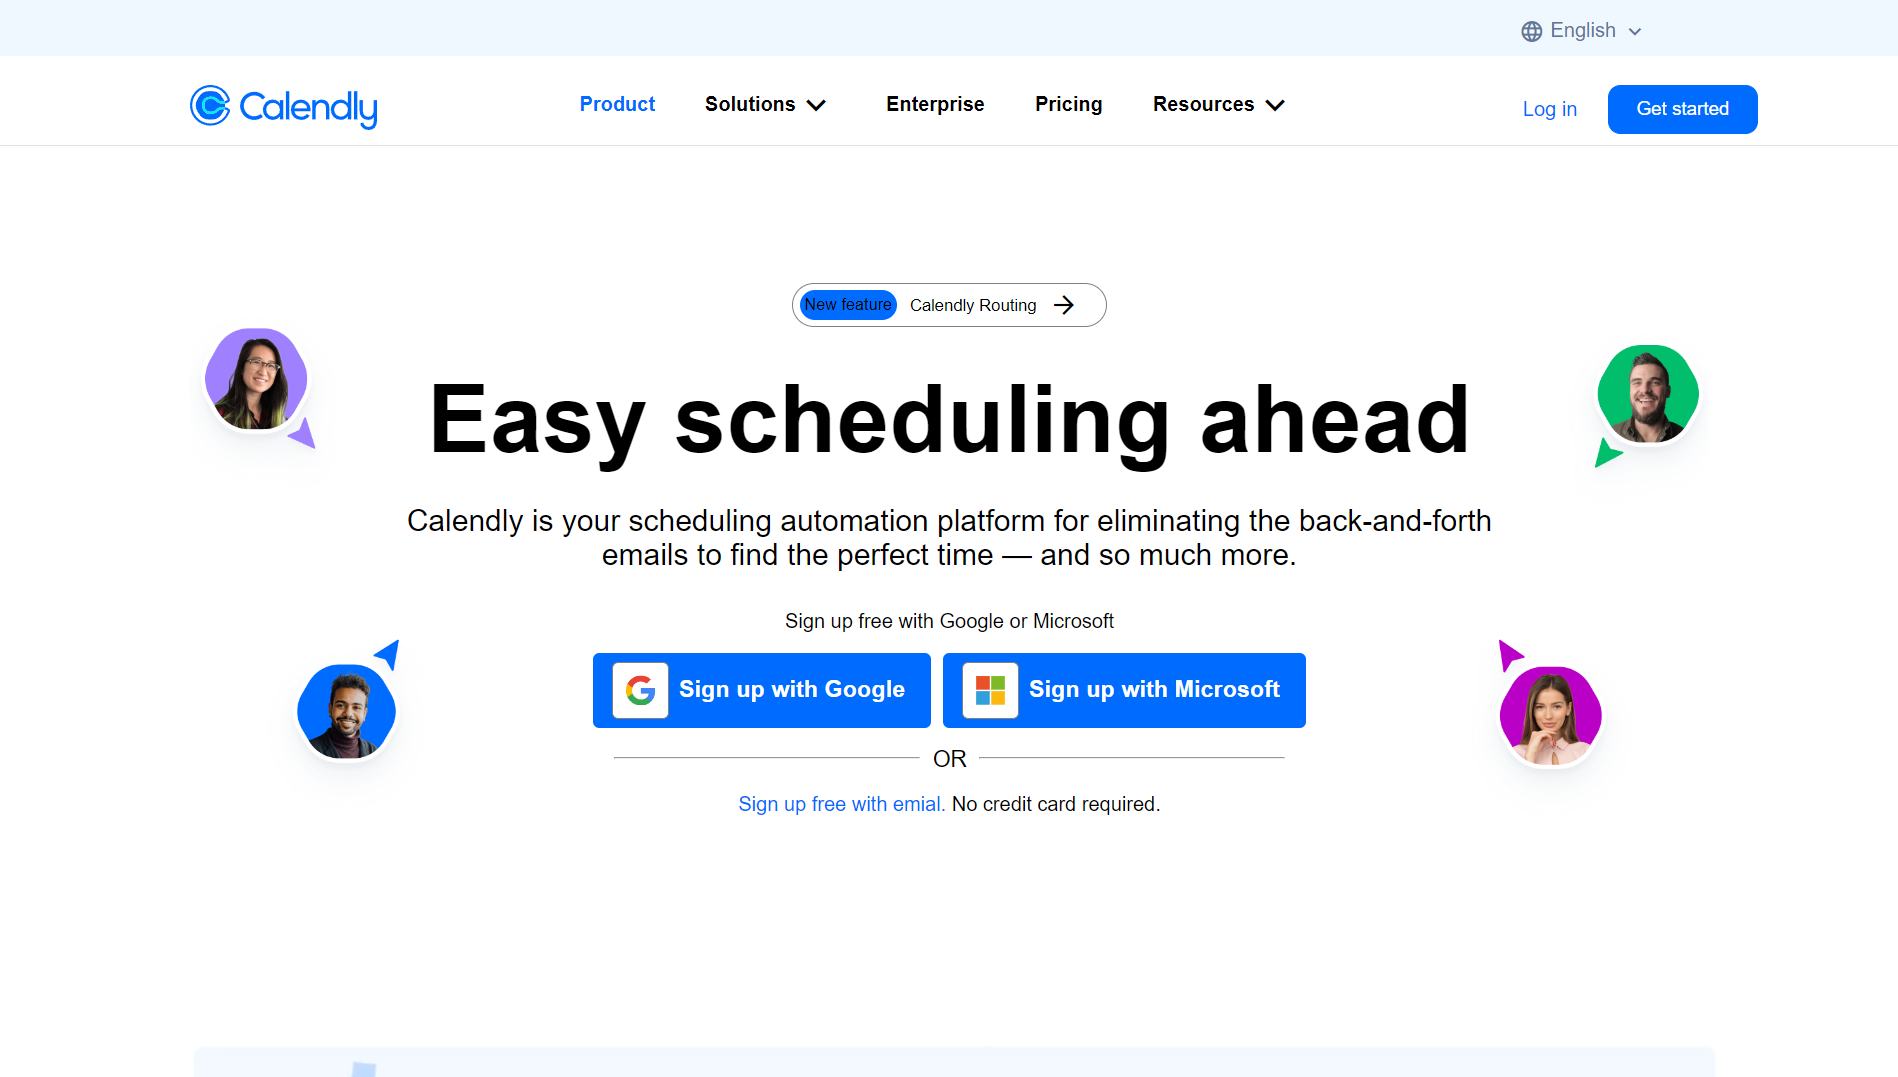 English
Calendly
Product
Solutions
Enterprise
Pricing
Resources
Log in
Get started
New feature
Calendly Routing
Easy scheduling ahead
Calendly is your scheduling automation platform for eliminating the back-and-forth
emails to find the perfect time — and so much more.
Sign up free with Google or Microsoft
Sign up with Google
Sign up with Microsoft
OR
Sign up free with emial. No credit card required.